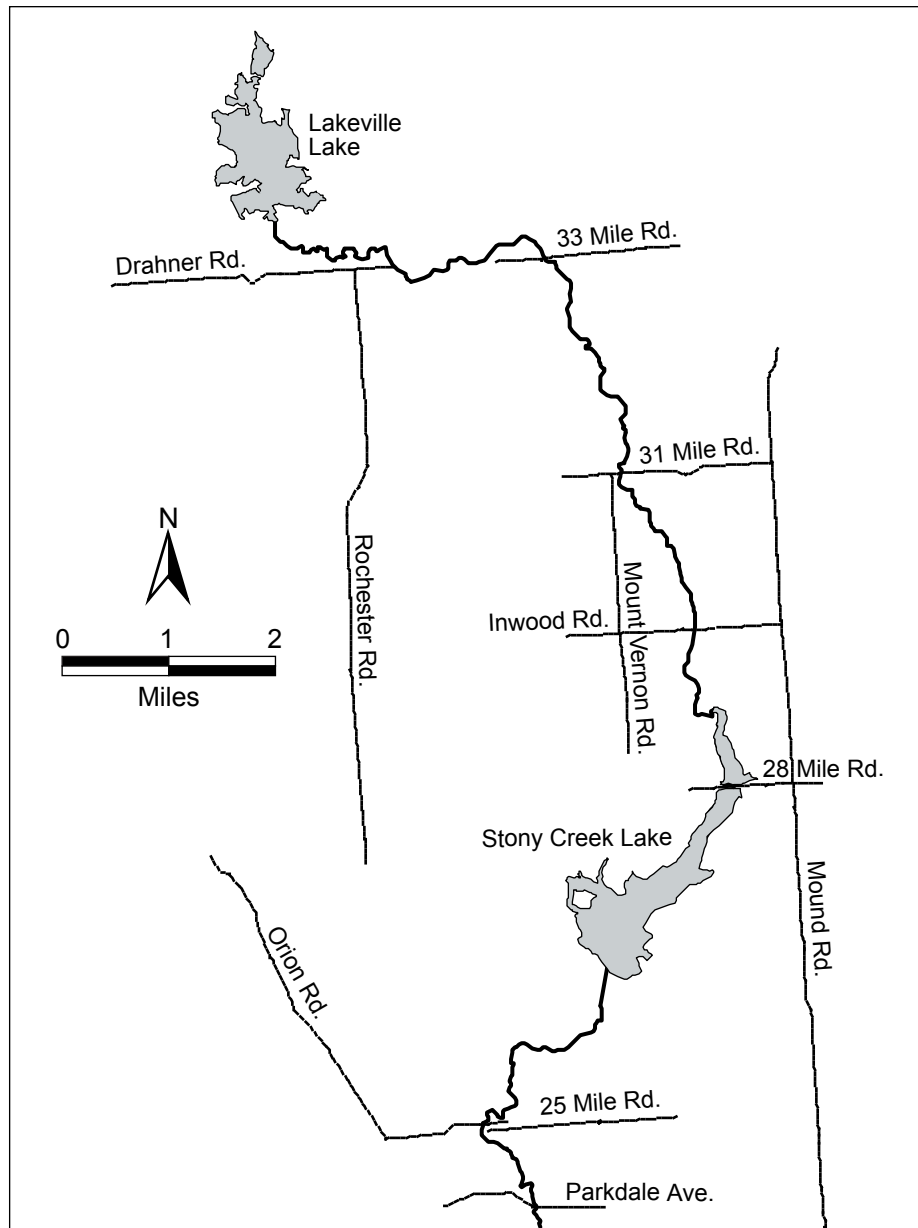 Lakeville
Lake
33 Mile Rd.
Drahner Rd.
31 Mile Rd.
N
Rochester Rd.
Mount Vernon Rd.
Inwood Rd.
0 1 2
Miles
28 Mile Rd.
Stony Creek Lake
Mound Rd.
Orion Rd.
25 Mile Rd.
Parkdale Ave.